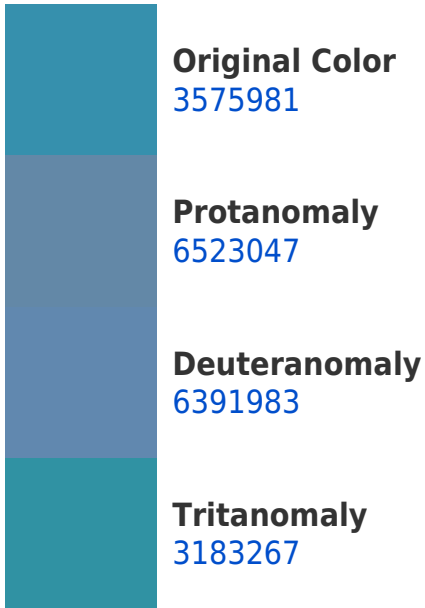 Original Color
3575981
Protanomaly
6523047
Deuteranomaly
6391983
Tritanomaly
3183267